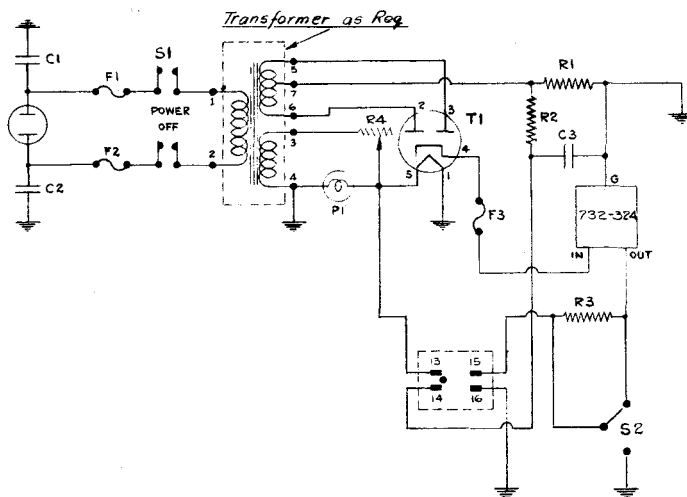 Transformer as Req
C1
S1
F1
POWER
OFF
F2
C2
1
2
5
7
6
3
4
R4
P1
2
3
T1
4
5
1
F3
R1
R2
C3
G
732-324
IN
OUT
R3
13
15
14
16
S2